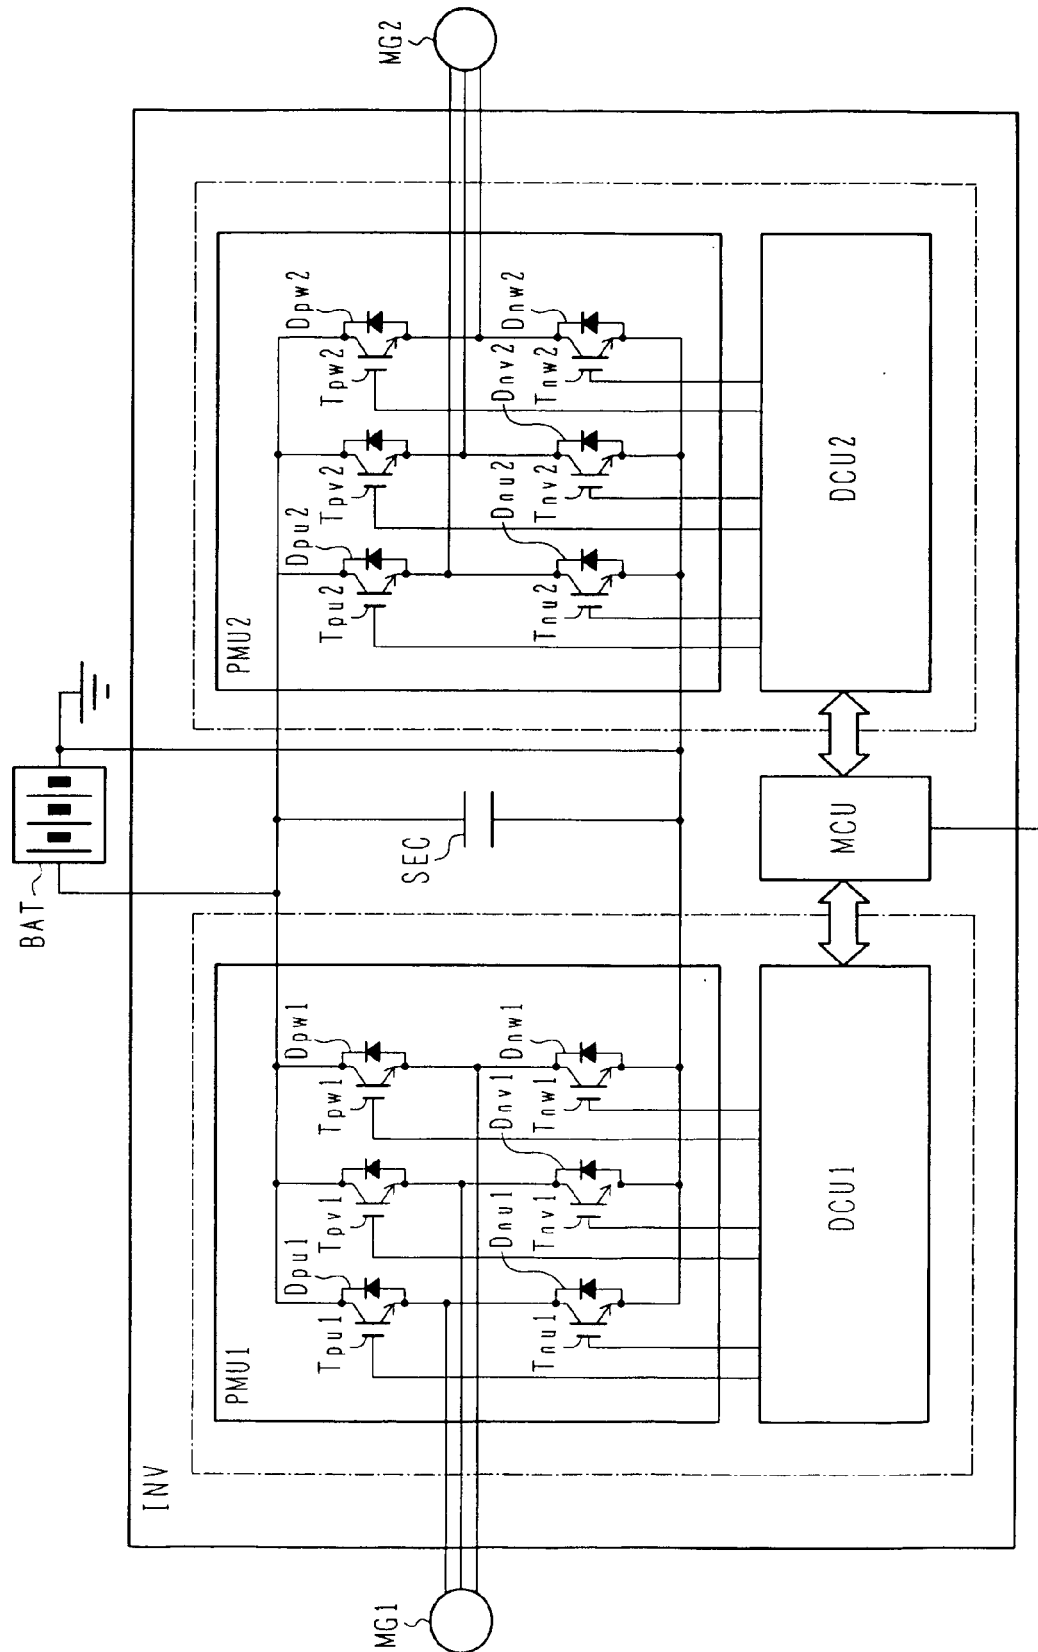 BAT
INV
MG1
MG2
PMU1
Dpu1
Dpw1
Tpu1
Tpv1
Tpw1
Dnu1
Dnv1
Dnw1
Tnu1
Tnv1
Tnw1
DCU1
SEC
MCU
PMU2
Dpu2
Dpw2
Tpu2
Tpv2
Tpw2
Dnu2
Dnv2
Dnw2
Tnu2
Tnv2
Tnw2
DCU2